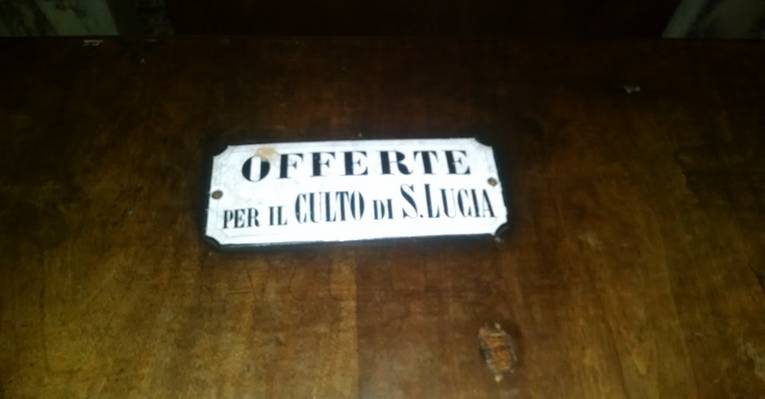 OFFERTE
PER IL CULTO DI S. LUCIA